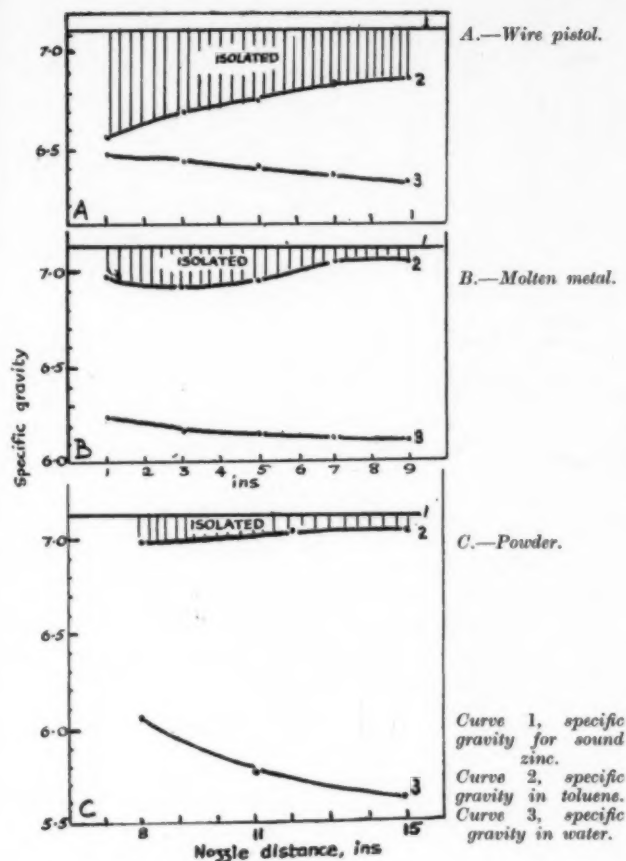 1
7.0
ISOLATED
2
6.5
3
A
A.—Wire pistol.
1
7.0
ISOLATED
2
6.5
3
6.0
B
1 2 3 4 5 6 7 8 9
ins
B.—Molten metal.
Specific gravity
1
7.0
ISOLATED
2
6.5
6.0
3
5.5
C
8 11 15
Nozzle distance, ins
C.—Powder.
Curve 1, specific
gravity for sound
zinc.
Curve 2, specific
gravity in toluene.
Curve 3, specific
gravity in water.